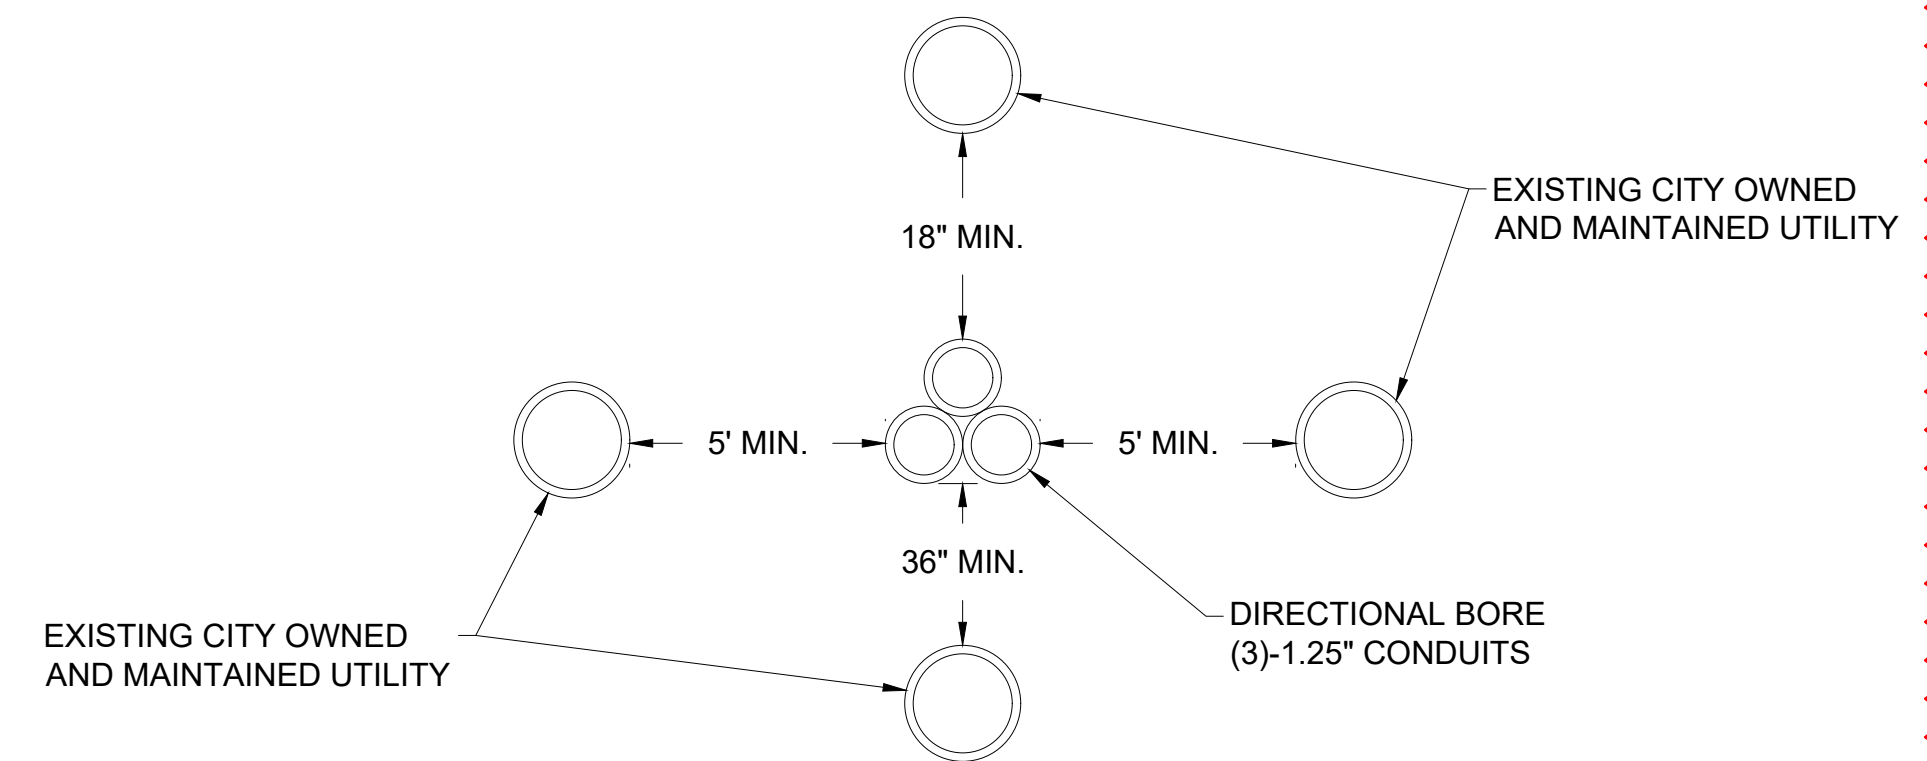 18" MIN.
EXISTING CITY OWNED
AND MAINTAINED UTILITY
5' MIN.
5' MIN.
36" MIN.
DIRECTIONAL BORE
(3)-1.25" CONDUITS
EXISTING CITY OWNED
AND MAINTAINED UTILITY